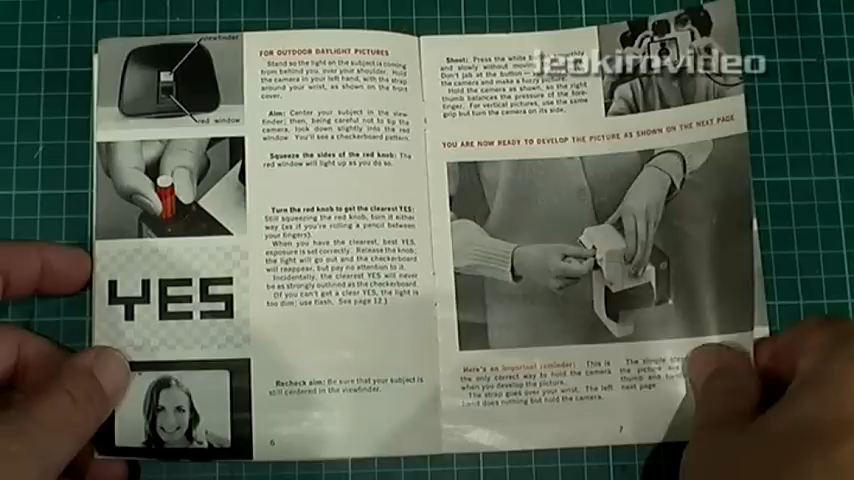 jeokimvideo
viewfinder
red window
FOR OUTDOOR DAYLIGHT PICTURES
Stand so the light on the subject is coming
from behind you, over your shoulder. Hold
the camera in your left hand, with the strap
around your wrist, as shown on the front
cover.
Aim: Center your subject in the view-
finder; then, being careful not to tip the
camera, look down slightly into the red
window. You'll see a checkerboard pattern.
Squeeze the sides of the red knob: The
red window will light up as you do so.
Turn the red knob to get the clearest YES:
Still squeezing the red knob, turn it either
way (as if you're rolling a pencil between
your fingers).
When you have the clearest, best YES,
exposure is set correctly. Release the knob;
the light will go out and the checkerboard
will reappear, but pay no attention to it.
Incidentally, the clearest YES will never
be as strongly outlined as the checkerboard.
(If you can't get a clear YES, the light is
too dim; use flash. See page 12.)
YES
Recheck aim: Be sure that your subject is
still centered in the viewfinder.
6
Shoot: Press the white button smoothly
and slowly without moving
Don't jab at the button
the camera and make a fuzzy picture.
Hold the camera as shown, so the right
thumb balances the pressure of the fore-
finger. For vertical pictures, use the same
grip but turn the camera on its side.
YOU ARE NOW READY TO DEVELOP THE PICTURE AS SHOWN ON THE NEXT PAGE
Here's an important reminder: This is
the only correct way to hold the camera
when you develop the picture.
The strap goes over your wrist. The left
hand does nothing but hold the camera.
The simple
the picture
thumb and
next page.
7